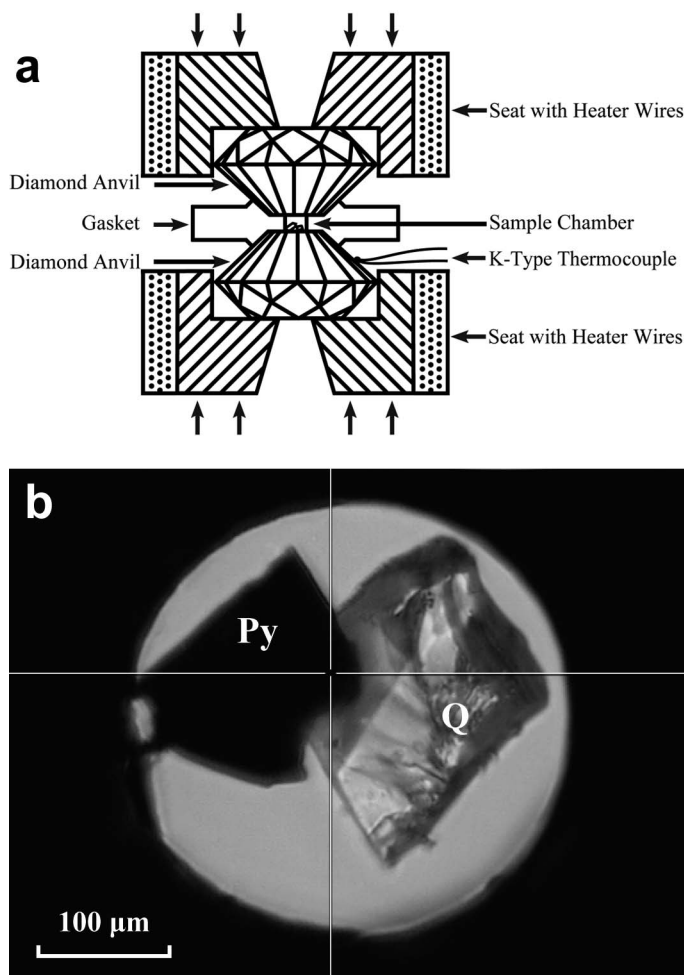 a
Seat with Heater Wires
Diamond Anvil
Gasket
Sample Chamber
Diamond Anvil
K-Type Thermocouple
Seat with Heater Wires
b
Py
Q
100 μm